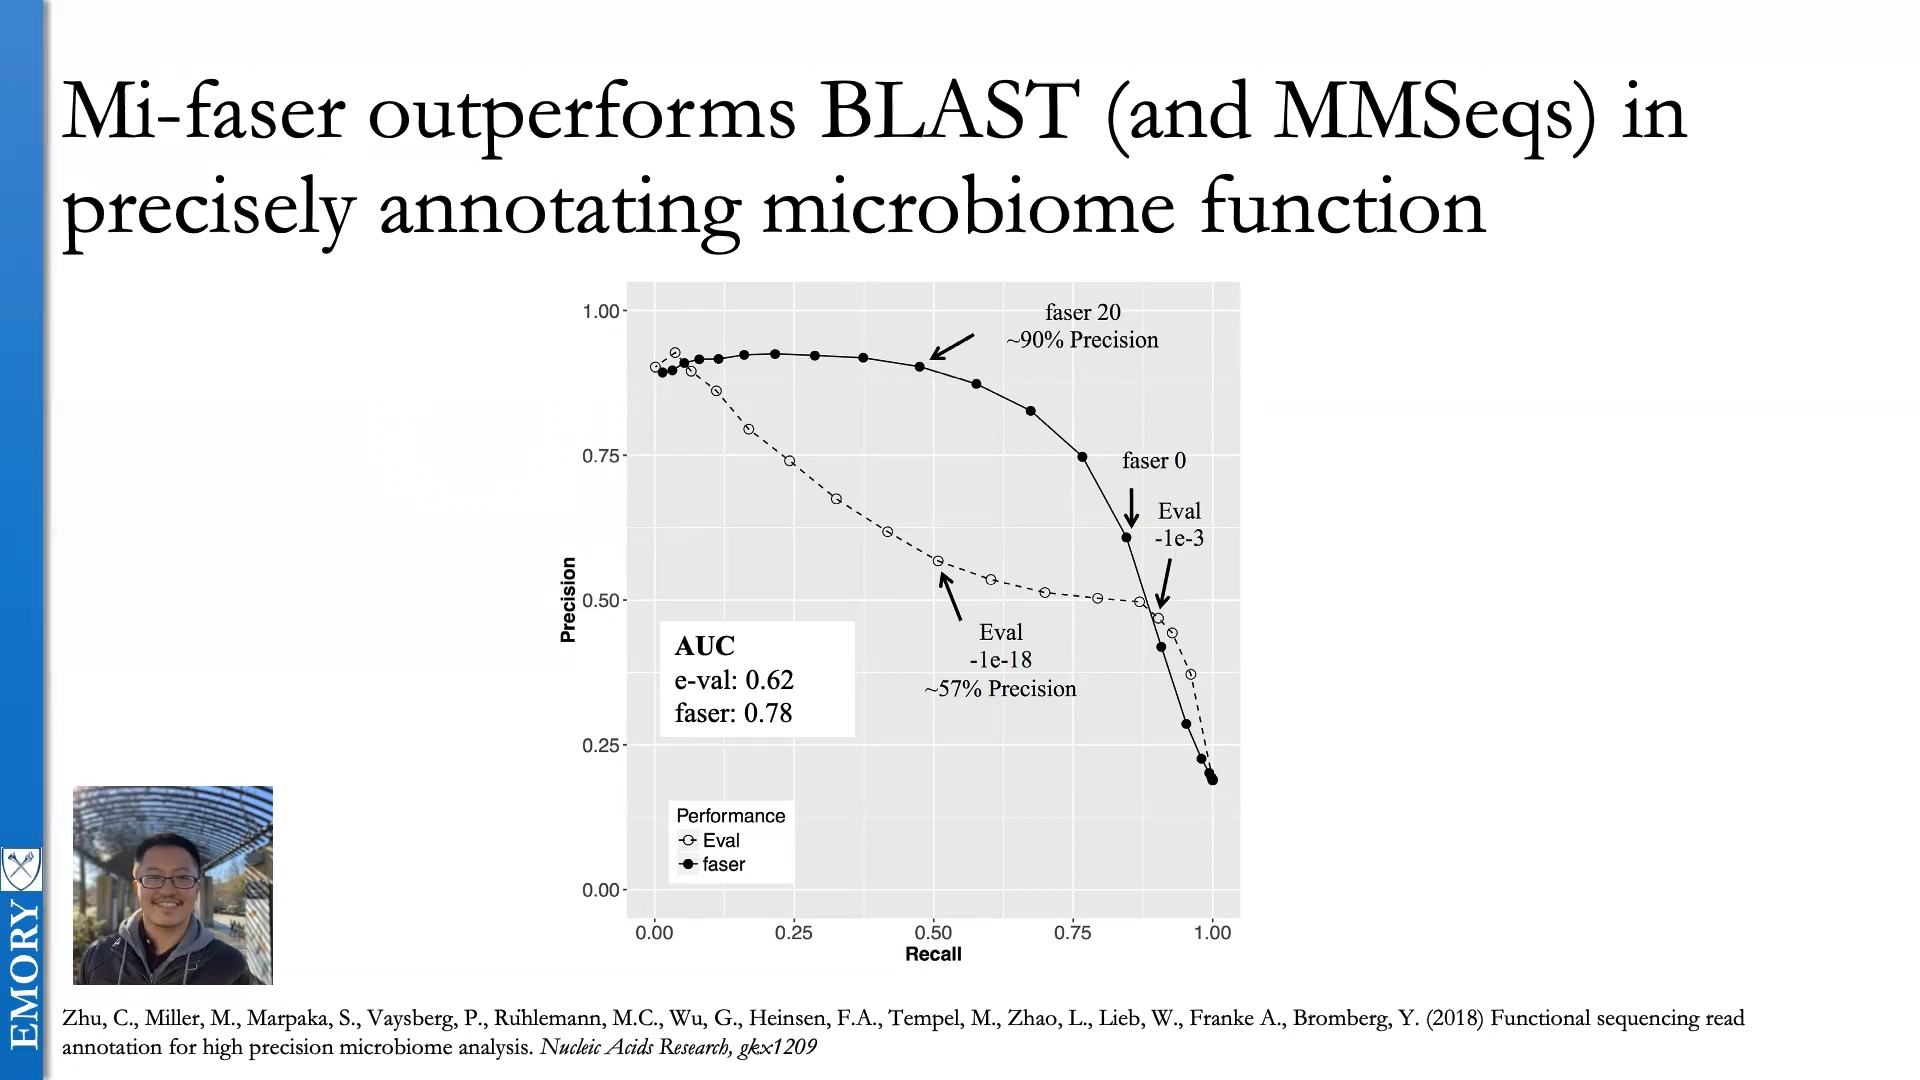 Mi-faser outperforms BLAST (and MMSeqs) in
precisely annotating microbiome function
1.00
0.75
0.50
0.25
0.00
Precision
faser 20
~90% Precision
faser 0
Eval
-1e-3
Eval
-1e-18
~57% Precision
AUC
e-val: 0.62
faser: 0.78
Performance
Eval
faser
0.00 0.25 0.50 0.75 1.00
Recall
EMORY
Zhu, C., Miller, M., Marpaka, S., Vaysberg, P., Rühlemann, M.C., Wu, G., Heinsen, F.A., Tempel, M., Zhao, L., Lieb, W., Franke A., Bromberg, Y. (2018) Functional sequencing read
annotation for high precision microbiome analysis. Nucleic Acids Research, gkx1209